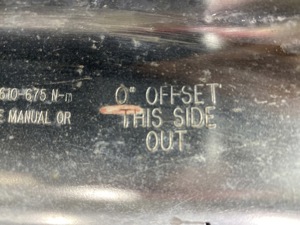 610-675 N-m
MANUAL OR
0° OFFSET
THIS SIDE
OUT